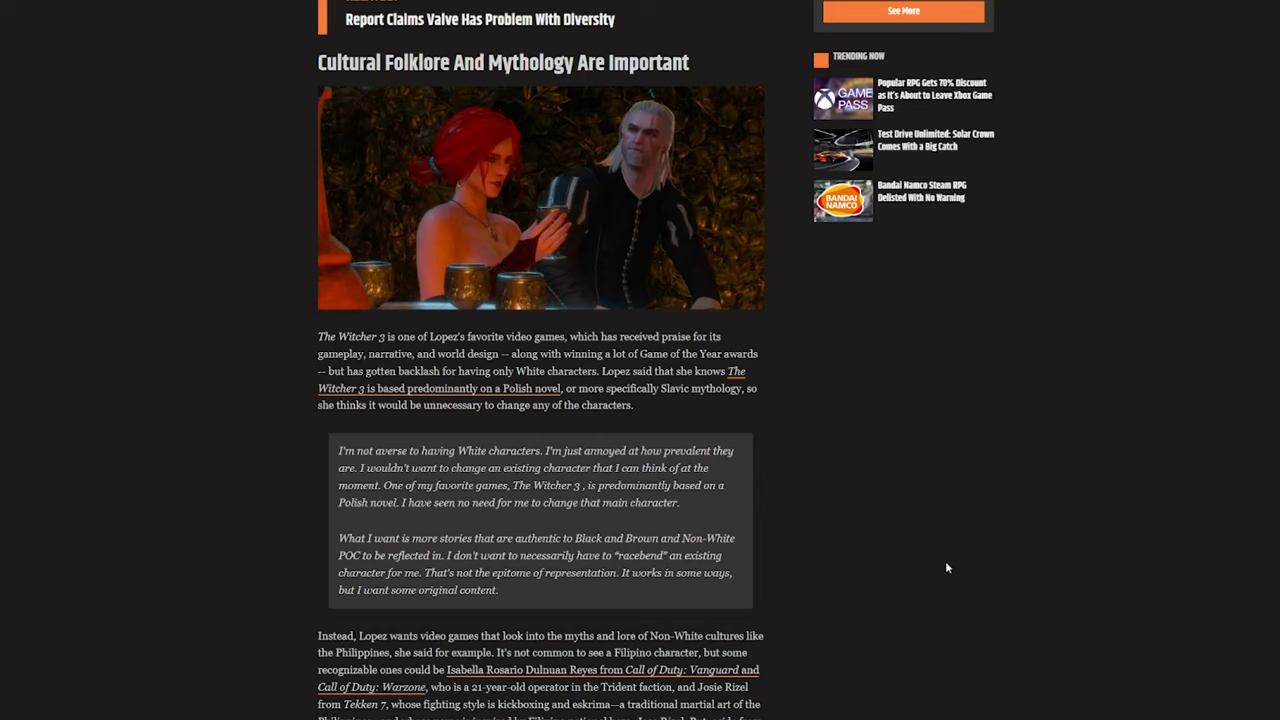 Report Claims Valve Has Problem With Diversity
Cultural Folklore And Mythology Are Important
The Witcher 3 is one of Lopez's favorite video games, which has received praise for its
gameplay, narrative, and world design -- along with winning a lot of Game of the Year awards
-- but has gotten backlash for having only White characters. Lopez said that she knows The
Witcher 3 is based predominantly on a Polish novel, or more specifically Slavic mythology, so
she thinks it would be unnecessary to change any of the characters.
I'm not averse to having White characters. I'm just annoyed at how prevalent they
are. I wouldn't want to change an existing character that I can think of at the
moment. One of my favorite games, The Witcher 3 , is predominantly based on a
Polish novel. I have seen no need for me to change that main character.
What I want is more stories that are authentic to Black and Brown and Non-White
POC to be reflected in. I don't want to necessarily have to "racebend" an existing
character for me. That's not the epitome of representation. It works in some ways,
but I want some original content.
Instead, Lopez wants video games that look into the myths and lore of Non-White cultures like
the Philippines, she said for example. It's not common to see a Filipino character, but some
recognizable ones could be Isabella Rosario Dulnuan Reyes from Call of Duty: Vanguard and
Call of Duty: Warzone, who is a 21-year-old operator in the Trident faction, and Josie Rizel
from Tekken 7, whose fighting style is kickboxing and eskrima—a traditional martial art of the
See More
TRENDING NOW
GAME
PASS
Popular RPG Gets 70% Discount
as It's About to Leave Xbox Game
Pass
Test Drive Unlimited: Solar Crown
Comes With a Big Catch
BANDAI
NAMCO
Bandai Namco Steam RPG
Delisted With No Warning